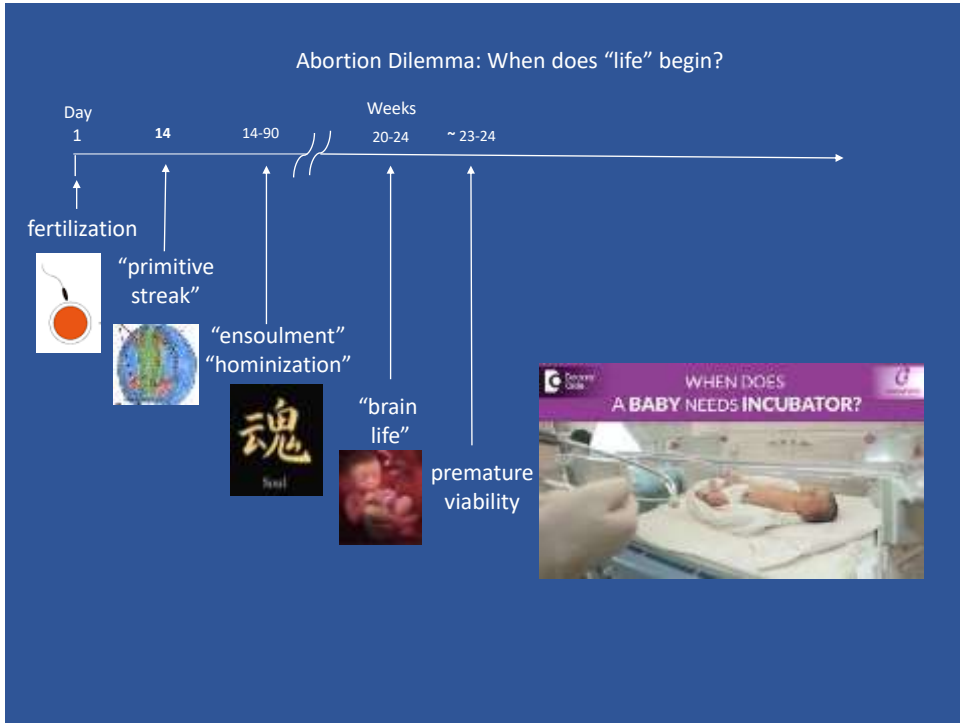 Abortion Dilemma: When does “life” begin?
Day
Weeks
1
14
14-90
20-24
~ 23-24
fertilization
“primitive
streak”
“ensoulment”
“hominization”
“brain
life”
premature
viability
魂
Soul
WHEN DOES
A BABY NEEDS INCUBATOR?